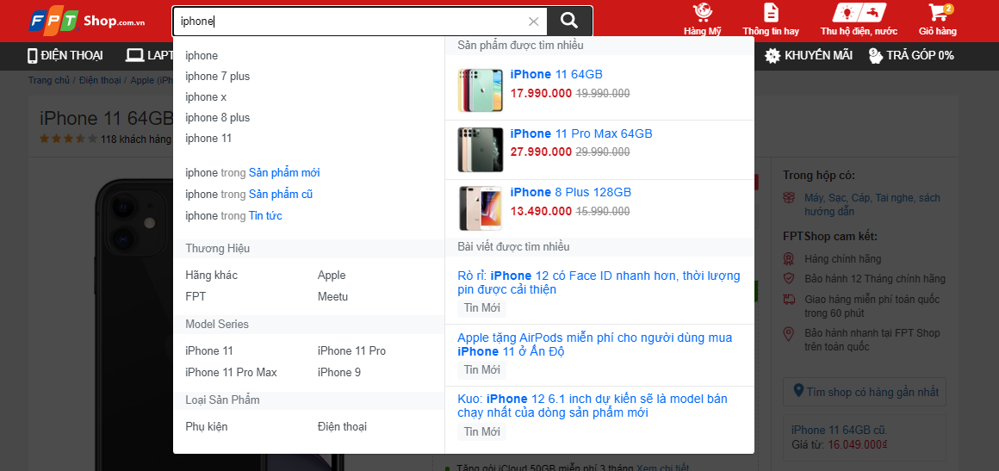 FPT Shop.com.vn
iphone
Hàng Mỹ
Thông tin hay
Thu hộ điện, nước
2
Giỏ hàng
ĐIỆN THOẠI
KHUYẾN MÃI
TRẢ GÓP 0%
Trang chủ / Điện thoại / Apple
iPhone 11 64GB
118 khách hàng
iphone
iphone 7 plus
iphone x
iphone 8 plus
iphone 11
iphone trong Sản phẩm mới
iphone trong Sản phẩm cũ
iphone trong Tin tức
Thương Hiệu
Hãng khác
Apple
FPT
Meetu
Model Series
iPhone 11
iPhone 11 Pro
iPhone 11 Pro Max
iPhone 9
Loại Sản Phẩm
Phụ kiện
Điện thoại
Sản phẩm được tìm nhiều
iPhone 11 64GB
17.990.000 19.990.000
iPhone 11 Pro Max 64GB
27.990.000 29.990.000
iPhone 8 Plus 128GB
13.490.000 15.990.000
Bài viết được tìm nhiều
Rò rỉ: iPhone 12 có Face ID nhanh hơn, thời lượng
pin được cải thiện
Tin Mới
Apple tặng AirPods miễn phí cho người dùng mua
iPhone 11 ở Ấn Độ
Tin Mới
Kuo: iPhone 12 6.1 inch dự kiến sẽ là model bán
chạy nhất của dòng sản phẩm mới
Tin Mới
Trong hộp có:
Máy, Sạc, Cáp, Tai nghe, sách
hướng dẫn
FPTShop cam kết:
Hàng chính hãng
Bảo hành 12 Tháng chính hãng
Giao hàng miễn phí toàn quốc
trong 60 phút
Bảo hành nhanh tại FPT Shop
trên toàn quốc
Tìm shop có hàng gần nhất
iPhone 11 64GB cũ.
Giá từ: 16.049.000₫
Tặng gói iCloud 50GB miễn phí 3 tháng Xem chi tiết